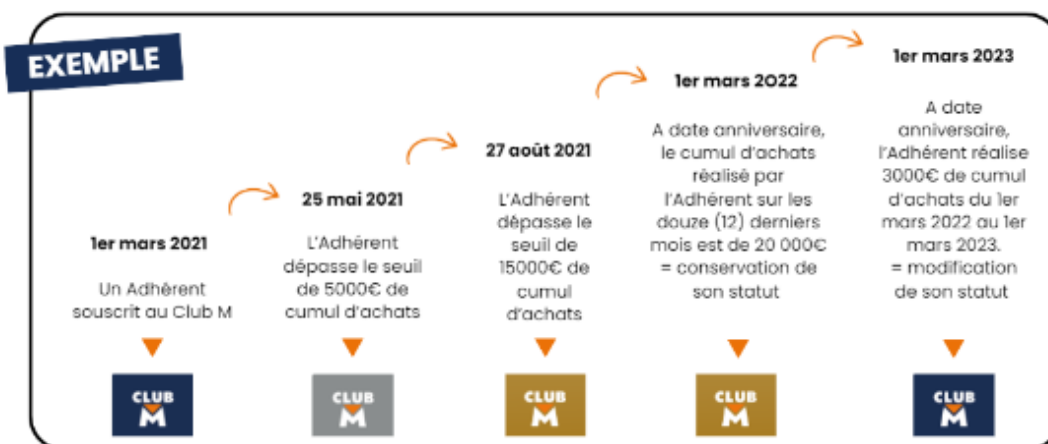 EXEMPLE
1er mars 2021
Un Adhérent
souscrit au Club M
CLUB
M
25 mai 2021
L'Adhérent
dépasse le seuil
de 5000€ de
cumul d'achats
CLUB
M
27 août 2021
L'Adhérent
dépasse le
seuil de
15000€ de
cumul
d'achats
CLUB
M
1er mars 2022
A date anniversaire,
le cumul d'achats
réalisé par
l'Adhérent sur les
douze (12) derniers
mois est de 20 000€
= conservation de
son statut
CLUB
M
1er mars 2023
A date
anniversaire,
l'Adhérent réalise
3000€ de cumul
d'achats du 1er
mars 2022 au 1er
mars 2023.
= modification
de son statut
CLUB
M